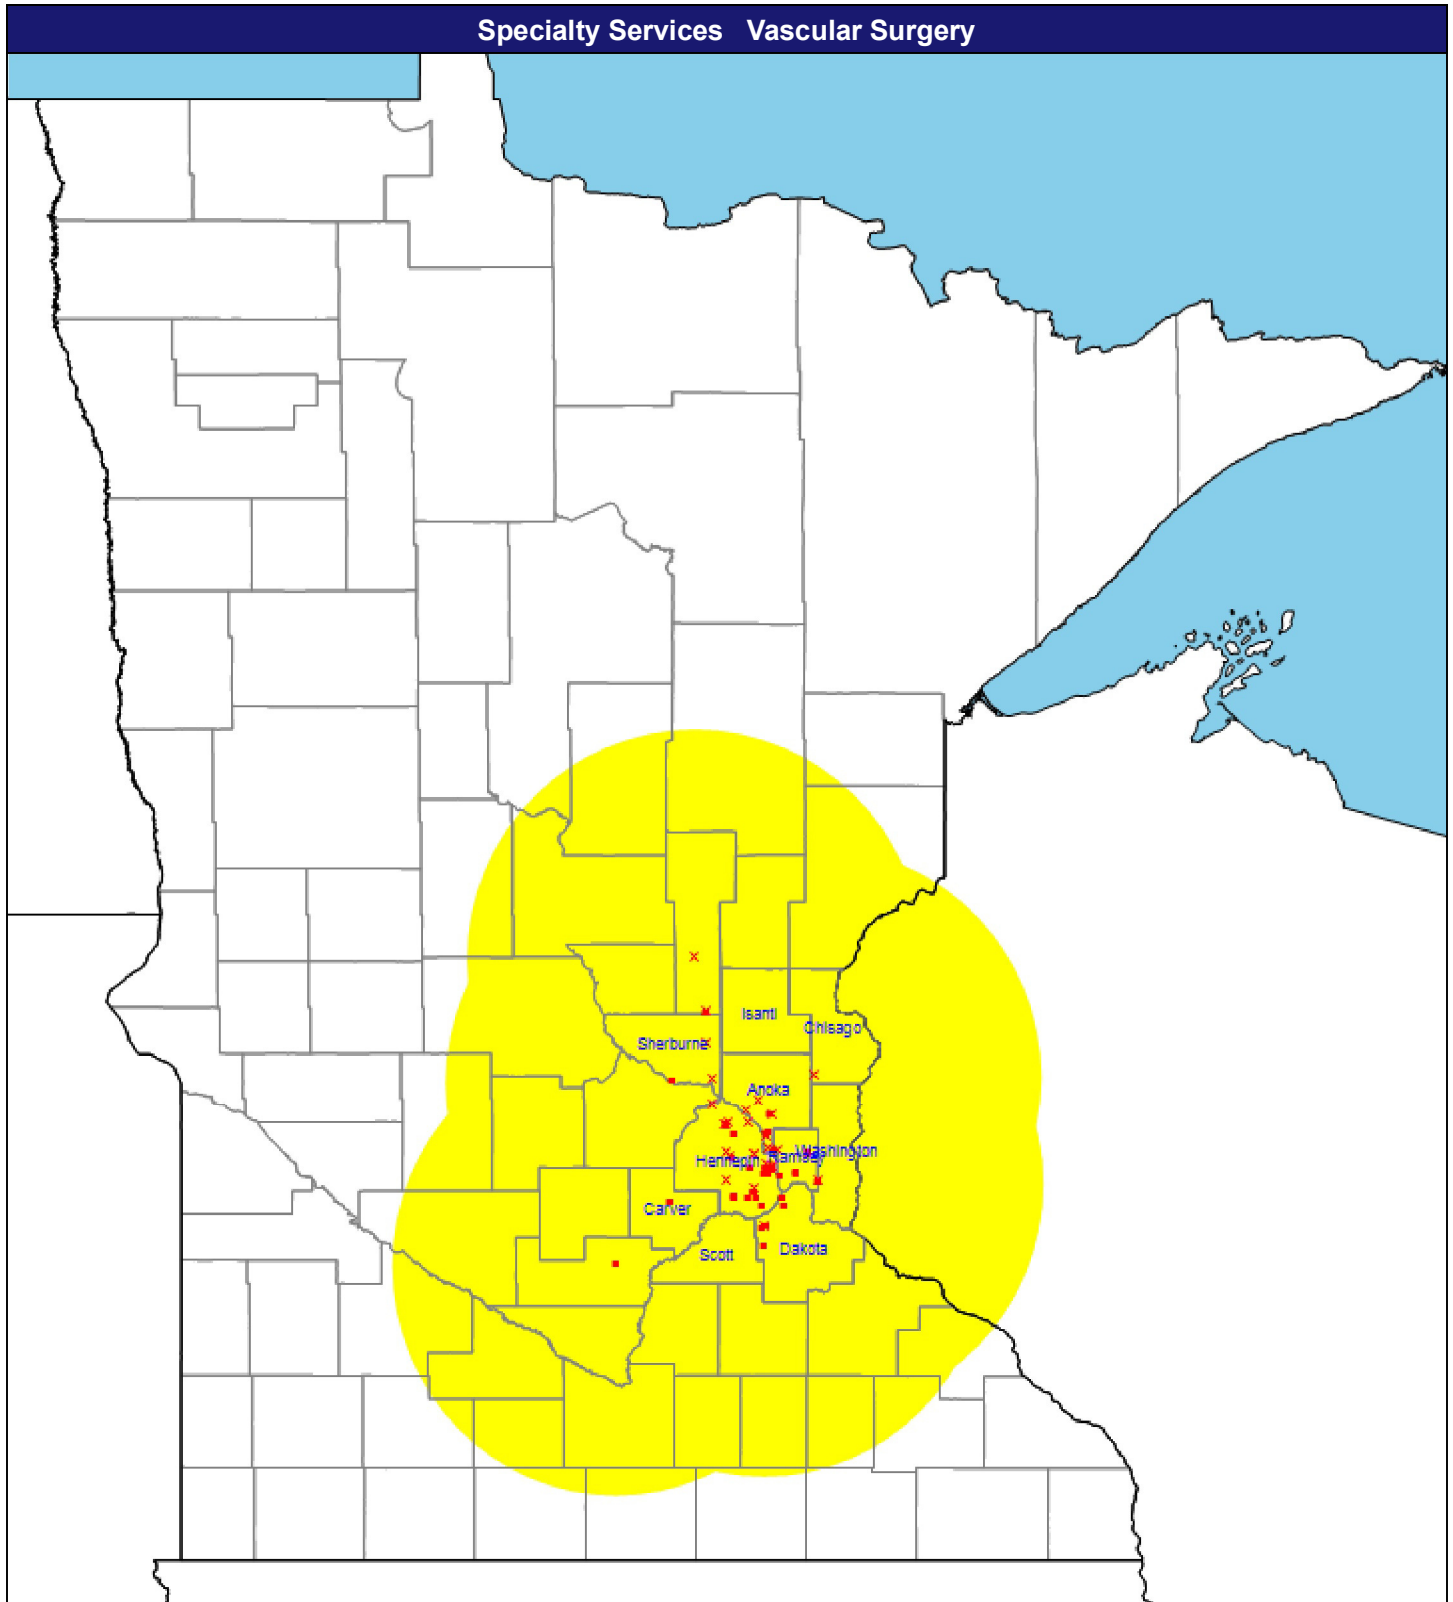 Specialty Services Vascular Surgery
Isanti
Chisago
Sherburne
Anoka
Washington
Hennepin
Ramsey
Carver
Scott
Dakota